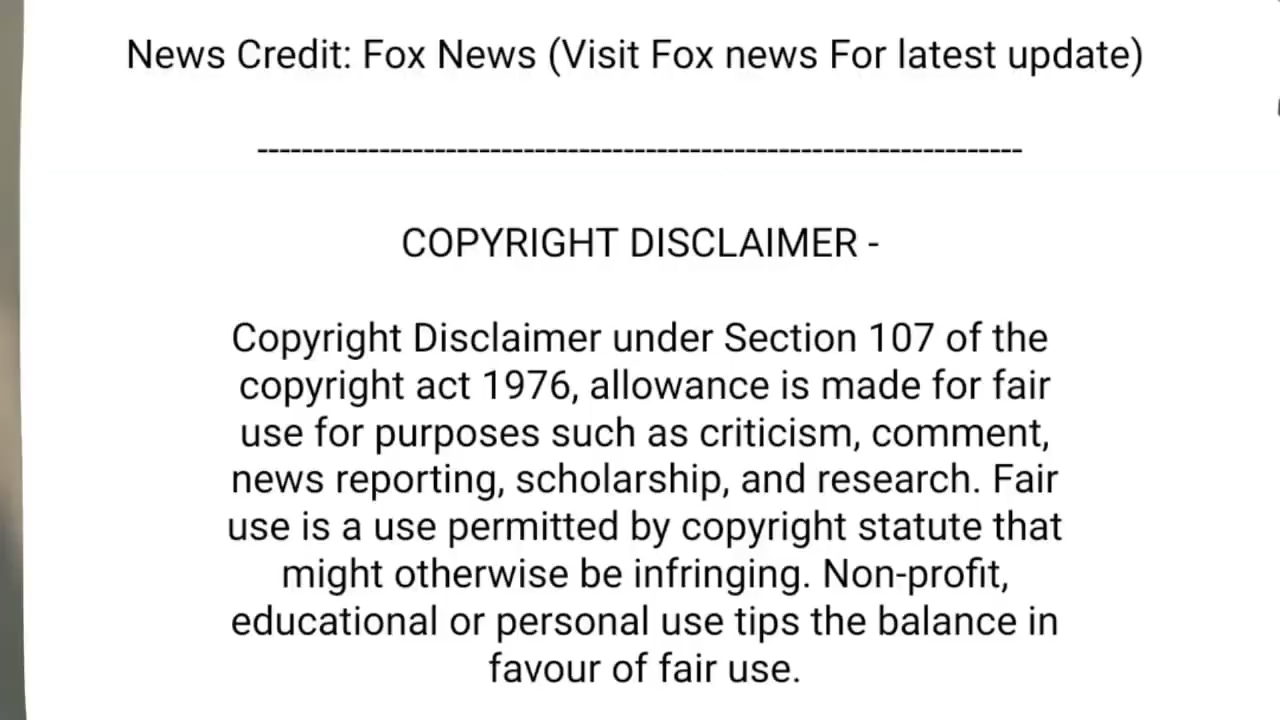 News Credit: Fox News (Visit Fox news For latest update)
---------------------------------------------------------------------
COPYRIGHT DISCLAIMER -
Copyright Disclaimer under Section 107 of the
copyright act 1976, allowance is made for fair
use for purposes such as criticism, comment,
news reporting, scholarship, and research. Fair
use is a use permitted by copyright statute that
might otherwise be infringing. Non-profit,
educational or personal use tips the balance in
favour of fair use.